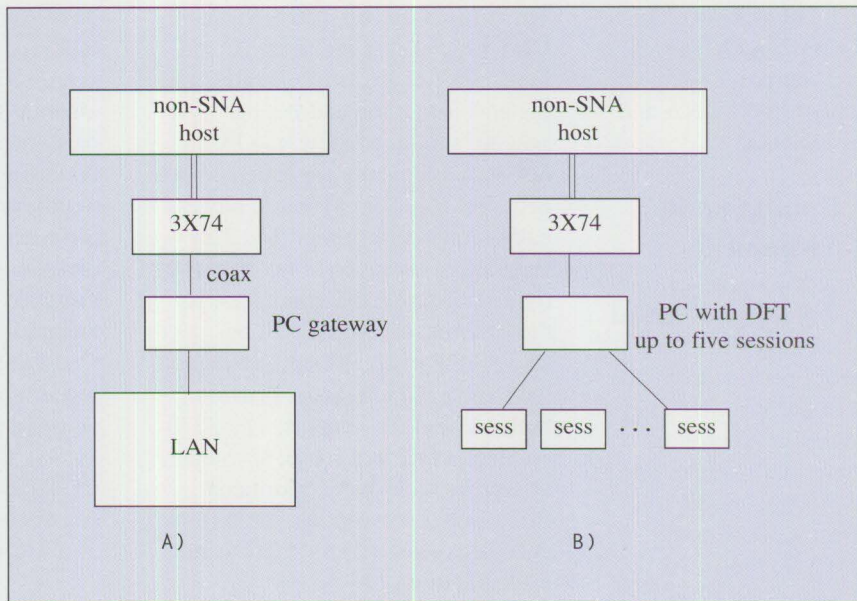 non-SNA
host
3X74
coax
PC gateway
LAN
A)
non-SNA
host
3X74
PC with DFT
up to five sessions
sess
sess
...
sess
B)